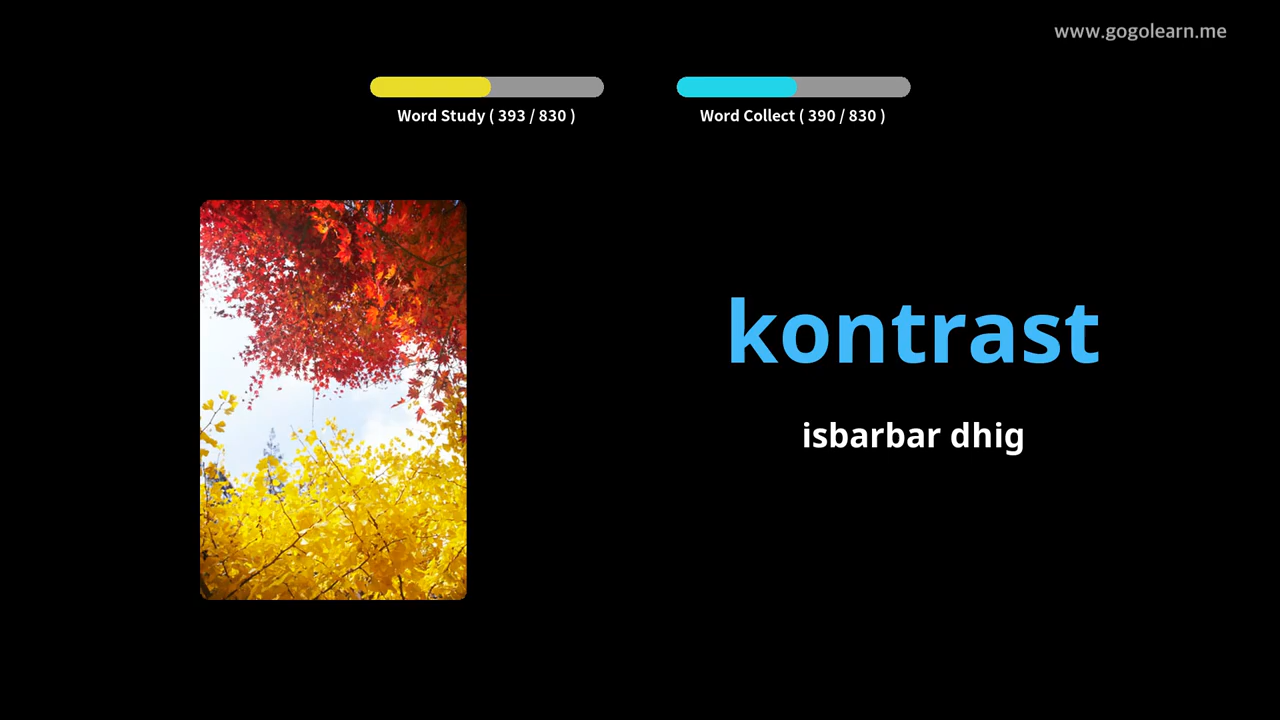 www.gogolearn.me
Word Study ( 393 / 830 )
Word Collect ( 390 / 830 )
kontrast
isbarbar dhig